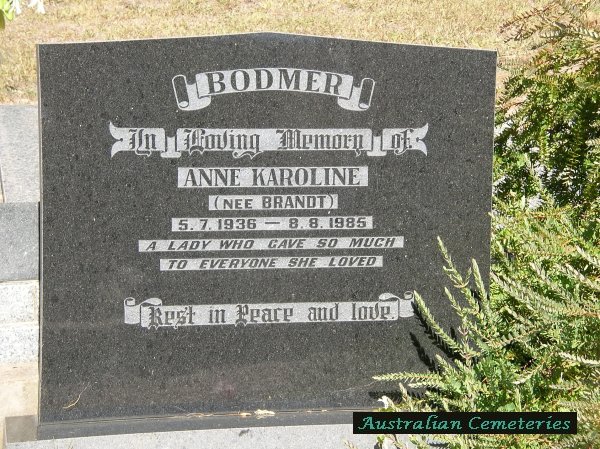 BODMER
In Loving Memory of
ANNE KAROLINE
(NEE BRANDT)
5.7.1936 — 8.8.1985
A LADY WHO GAVE SO MUCH
TO EVERYONE SHE LOVED
Rest in Peace and love.
Australian Cemeteries